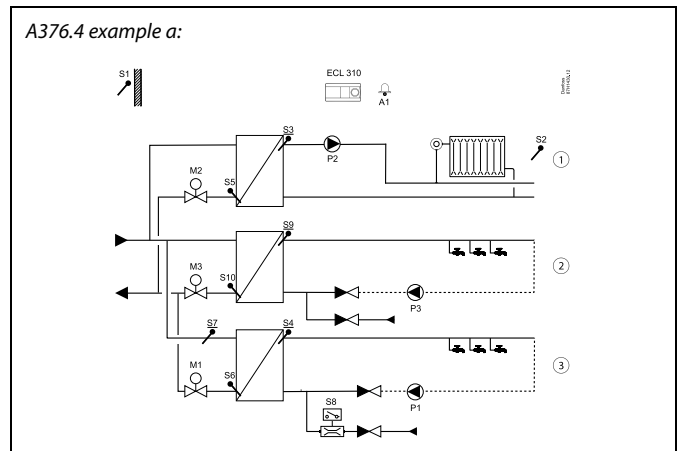 A376.4 example a:
S1
ECL 310
A1
S3
P2
S2
1
M2
S5
S9
M3
S10
2
P3
S7
S4
M1
S6
3
P1
S8